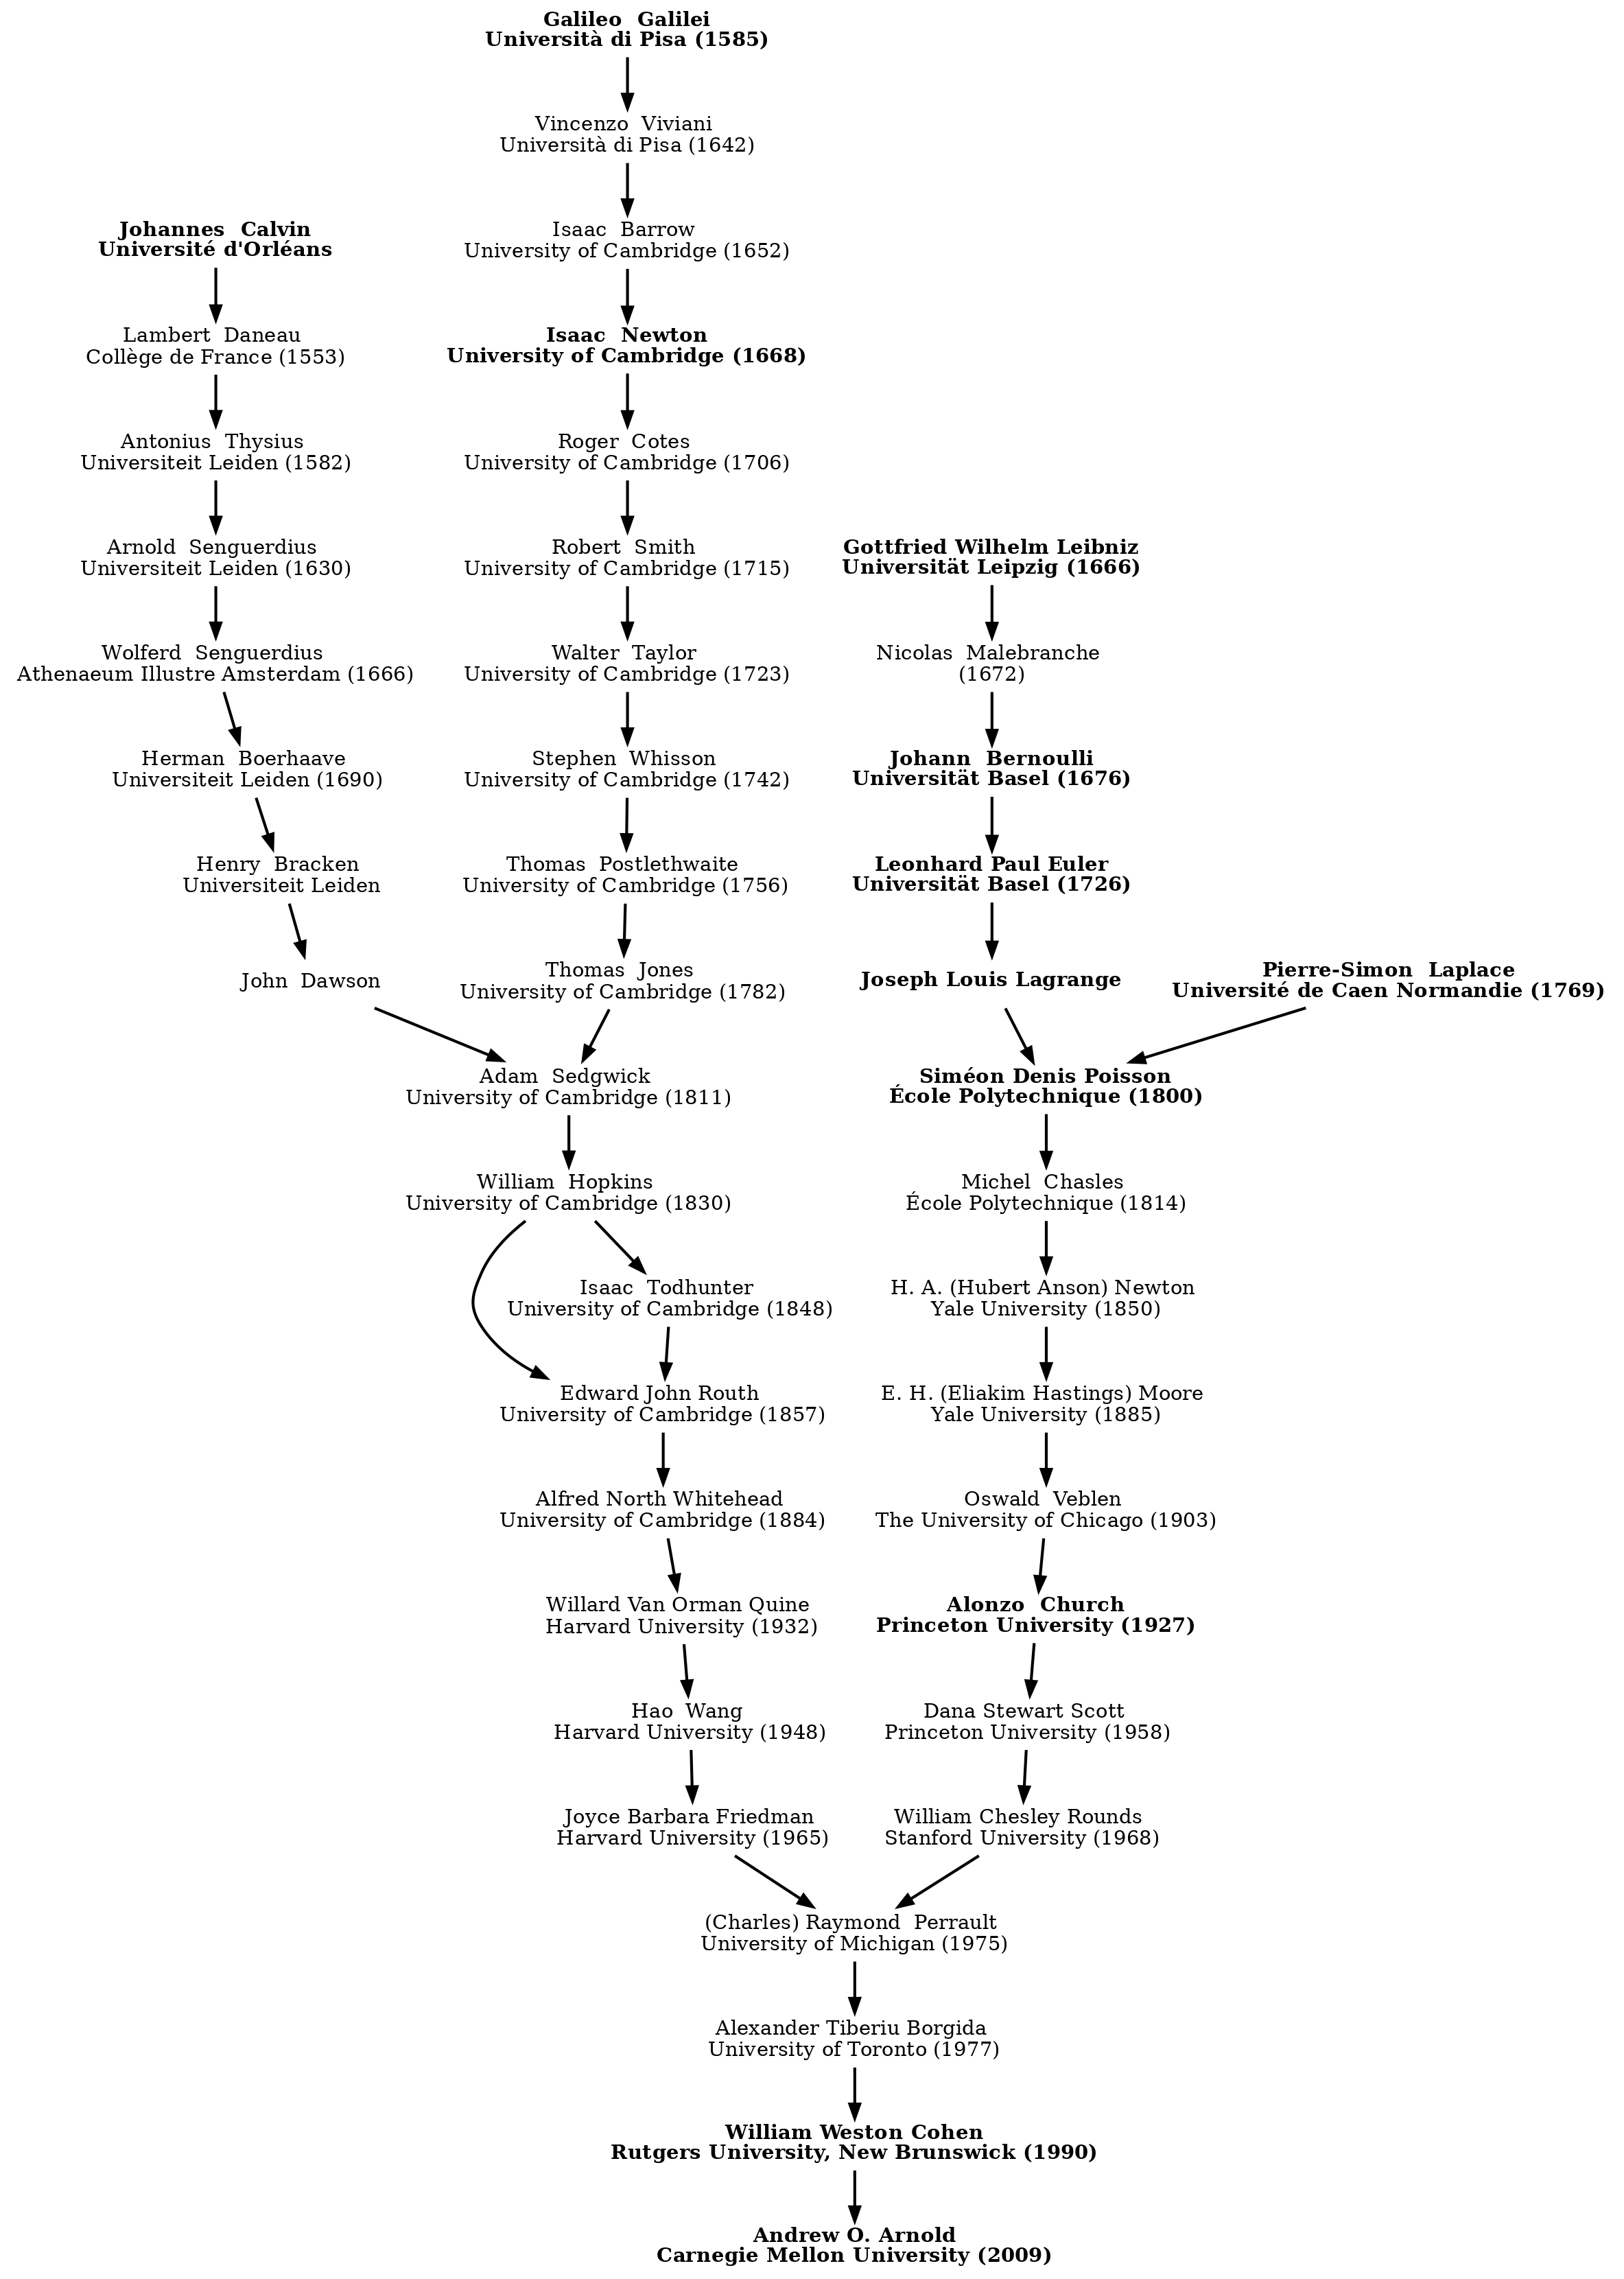 Galileo Galilei
Università di Pisa (1585)
Vincenzo Viviani
Università di Pisa (1642)
Johannes Calvin
Université d'Orléans
Isaac Barrow
University of Cambridge (1652)
Lambert Daneau
Collège de France (1553)
Isaac Newton
University of Cambridge (1668)
Antonius Thysius
Universiteit Leiden (1582)
Roger Cotes
University of Cambridge (1706)
Arnold Senguerdius
Universiteit Leiden (1630)
Robert Smith
University of Cambridge (1715)
Gottfried Wilhelm Leibniz
Universität Leipzig (1666)
Wolferd Senguerdius
Athenaeum Illustre Amsterdam (1666)
Walter Taylor
University of Cambridge (1723)
Nicolas Malebranche
(1672)
Herman Boerhaave
Universiteit Leiden (1690)
Stephen Whisson
University of Cambridge (1742)
Johann Bernoulli
Universität Basel (1676)
Henry Bracken
Universiteit Leiden
Thomas Postlethwaite
University of Cambridge (1756)
Leonhard Paul Euler
Universität Basel (1726)
John Dawson
Thomas Jones
University of Cambridge (1782)
Joseph Louis Lagrange
Pierre-Simon Laplace
Université de Caen Normandie (1769)
Adam Sedgwick
University of Cambridge (1811)
Siméon Denis Poisson
École Polytechnique (1800)
William Hopkins
University of Cambridge (1830)
Michel Chasles
École Polytechnique (1814)
Isaac Todhunter
University of Cambridge (1848)
H. A. (Hubert Anson) Newton
Yale University (1850)
Edward John Routh
University of Cambridge (1857)
E. H. (Eliakim Hastings) Moore
Yale University (1885)
Alfred North Whitehead
University of Cambridge (1884)
Oswald Veblen
The University of Chicago (1903)
Willard Van Orman Quine
Harvard University (1932)
Alonzo Church
Princeton University (1927)
Hao Wang
Harvard University (1948)
Dana Stewart Scott
Princeton University (1958)
Joyce Barbara Friedman
Harvard University (1965)
William Chesley Rounds
Stanford University (1968)
(Charles) Raymond Perrault
University of Michigan (1975)
Alexander Tiberiu Borgida
University of Toronto (1977)
William Weston Cohen
Rutgers University, New Brunswick (1990)
Andrew O. Arnold
Carnegie Mellon University (2009)